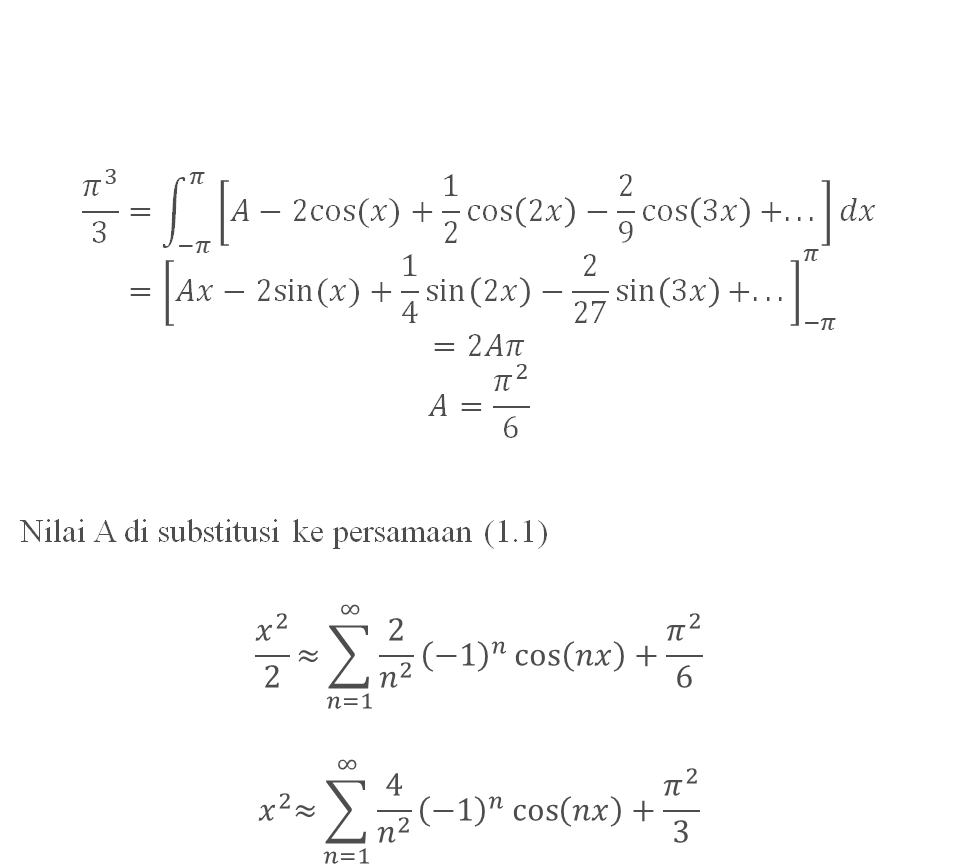 π³/3 = ∫_{-π}^{π} [A − 2cos(x) + 1/2 cos(2x) − 2/9 cos(3x) +...] dx
= [Ax − 2sin(x) + 1/4 sin(2x) − 2/27 sin(3x) +...]_{-π}^{π}
= 2Aπ
A = π²/6
Nilai A di substitusi ke persamaan (1.1)
x²/2 ≈ ∑_{n=1}^{∞} 2/n² (−1)ⁿ cos(nx) + π²/6
x² ≈ ∑_{n=1}^{∞} 4/n² (−1)ⁿ cos(nx) + π²/3